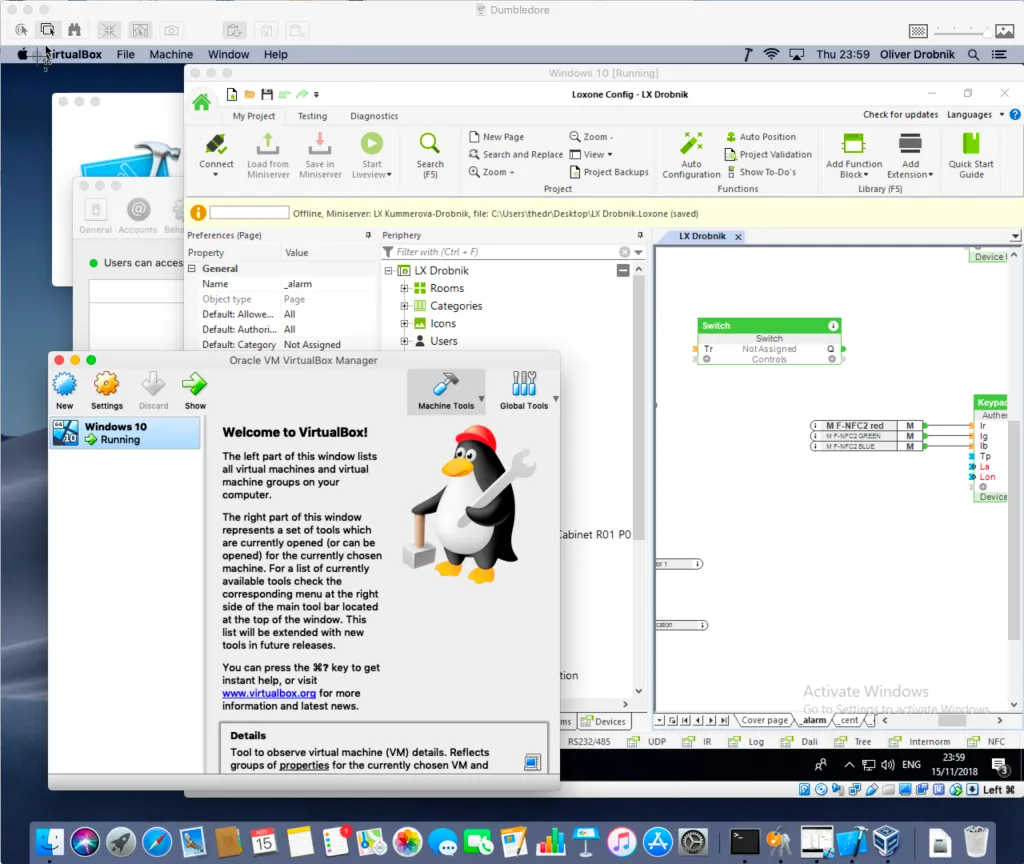 Dumbledore
VirtualBox File Machine Window Help
Thu 23:59 Oliver Drobnik
Windows 10 [Running]
Loxone Config - LX Drobnik
My Project Testing Diagnostics
Check for updates Languages
Connect
Load from Miniserver
Save in Miniserver
Start Liveview
Search (F5)
New Page
Search and Replace
Zoom +
Zoom -
View
Project Backups
Project
Auto Configuration
Auto Position
Project Validation
Show To-Do's
Functions
Add Function Block
Add Extension
Library (F5)
Quick Start Guide
General Accounts
Users can acces
Offline, Miniserver: LX Kummerova-Drobnik, file: C:\Users\thedr\Desktop\LX Drobnik.Loxone (saved)
Preferences (Page)
Property Value
General
Name _alarm
Object type Page
Default: Allowe... All
Default: Authori... All
Default: Category Not Assigned
Periphery
Filter with (Ctrl + F)
LX Drobnik
Rooms
Categories
Icons
Users
Cabinet R01 P0
tion
ms Devices
LX Drobnik
Device
Switch
Switch
Tr Not Assigned Q
Controls
M F-NFC2 red M
M F-NFC2 GREEN M
M F-NFC2 BLUE M
Keypad
Authe
Ir
Ig
Ib
Tp
La
Lon
Device
or 1
cation
Activate Windows
Go to Settings to activate Windows.
Cover page _alarm _cent
RS232/485 UDP IR Log Dali Tree Internorm NFC
ENG
23:59
15/11/2018
3
Left ⌘
Oracle VM VirtualBox Manager
New Settings Discard Show
Machine Tools Global Tools
64
10
Windows 10
Running
Welcome to VirtualBox!
The left part of this window lists
all virtual machines and virtual
machine groups on your
computer.
The right part of this window
represents a set of tools which
are currently opened (or can be
opened) for the currently chosen
machine. For a list of currently
available tools check the
corresponding menu at the right
side of the main tool bar located
at the top of the window. This
list will be extended with new
tools in future releases.
You can press the ⌘? key to get
instant help, or visit
www.virtualbox.org for more
information and latest news.
Details
Tool to observe virtual machine (VM) details. Reflects
groups of properties for the currently chosen VM and
NOV
15
1